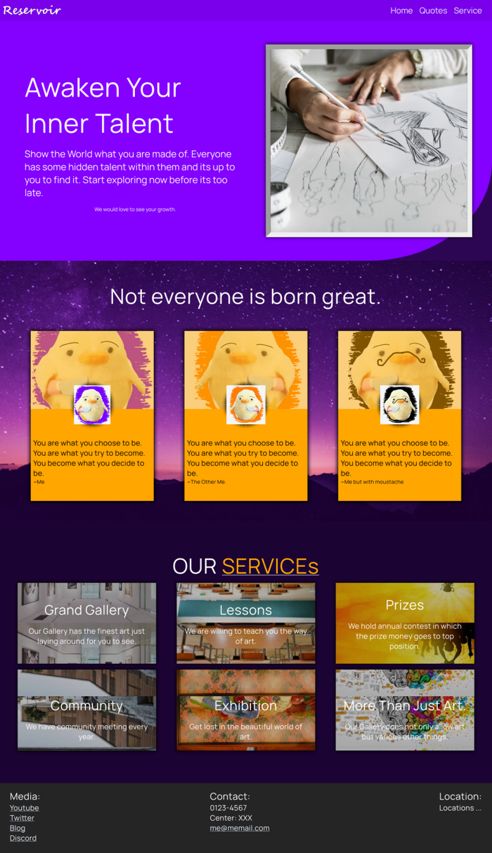 Reservoir
Home Quotes Service
Awaken Your
Inner Talent
Show the World what you are made of. Everyone
has some hidden talent within them and its up to
you to find it. Start exploring now before its too
late.
We would love to see your growth.
Not everyone is born great.
You are what you choose to be.
You are what you try to become.
You become what you decide to
be.
~Me
You are what you choose to be.
You are what you try to become.
You become what you decide to
be.
~The Other Me
You are what you choose to be.
You are what you try to become.
You become what you decide to
be.
~Me but with moustache
OUR SERVICEs
Grand Gallery
Our Gallery has the finest art just
laying around for you to see.
Lessons
We are willing to teach you the way
of art.
Prizes
We hold annual contest in which
the prize money goes to top
position.
Community
We have community meeting every
year
Exhibition
Get lost in the beautiful world of
art.
More Than Just Art.
Our Gallery does not only allow art
but various other things.
Media:
Youtube
Twitter
Blog
Discord
Contact:
0123-4567
Center: XXX
me@memail.com
Location:
Locations ...